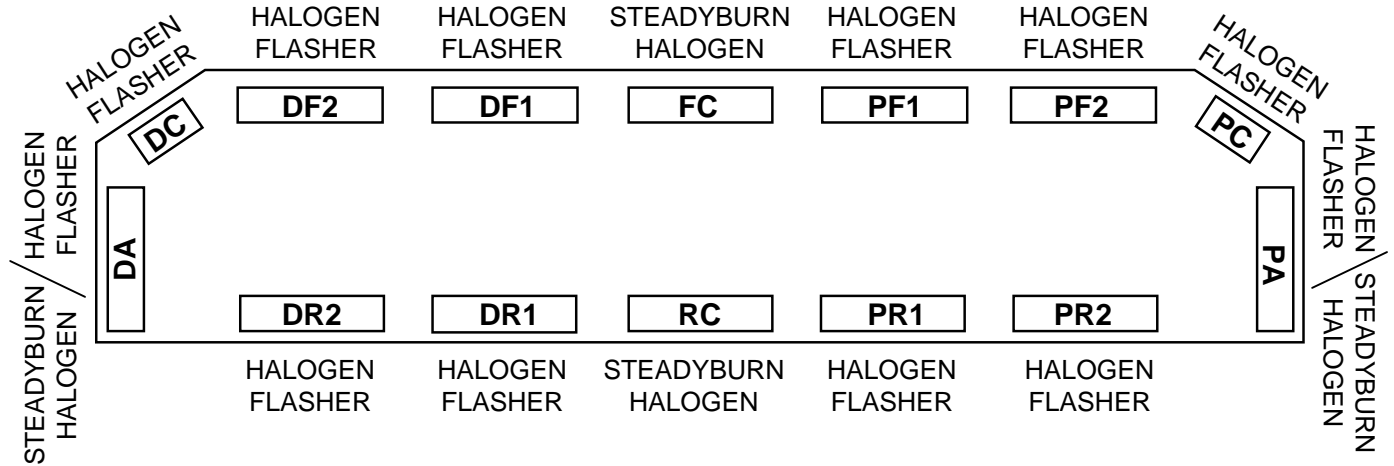 HALOGEN
FLASHER
HALOGEN
FLASHER
HALOGEN
FLASHER
STEADYBURN
HALOGEN
HALOGEN
FLASHER
HALOGEN
FLASHER
HALOGEN
FLASHER
DC
DF2
DF1
FC
PF1
PF2
PC
HALOGEN
FLASHER
STEADYBURN
HALOGEN
DA
PA
HALOGEN
FLASHER
STEADYBURN
HALOGEN
DR2
DR1
RC
PR1
PR2
HALOGEN
FLASHER
HALOGEN
FLASHER
STEADYBURN
HALOGEN
HALOGEN
FLASHER
HALOGEN
FLASHER